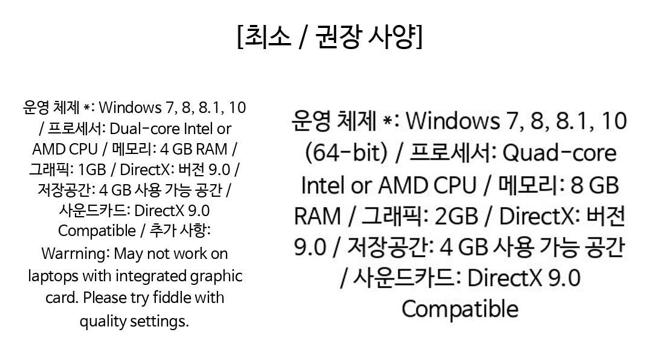 [최소 / 권장 사양]
운영 체제 *: Windows 7, 8, 8.1, 10
/ 프로세서: Dual-core Intel or
AMD CPU / 메모리: 4 GB RAM /
그래픽: 1GB / DirectX: 버전 9.0 /
저장공간: 4 GB 사용 가능 공간 /
사운드카드: DirectX 9.0
Compatible / 추가 사항:
Warrning: May not work on
laptops with integrated graphic
card. Please try fiddle with
quality settings.
운영 체제 *: Windows 7, 8, 8.1, 10
(64-bit) / 프로세서: Quad-core
Intel or AMD CPU / 메모리: 8 GB
RAM / 그래픽: 2GB / DirectX: 버전
9.0 / 저장공간: 4 GB 사용 가능 공간
/ 사운드카드: DirectX 9.0
Compatible